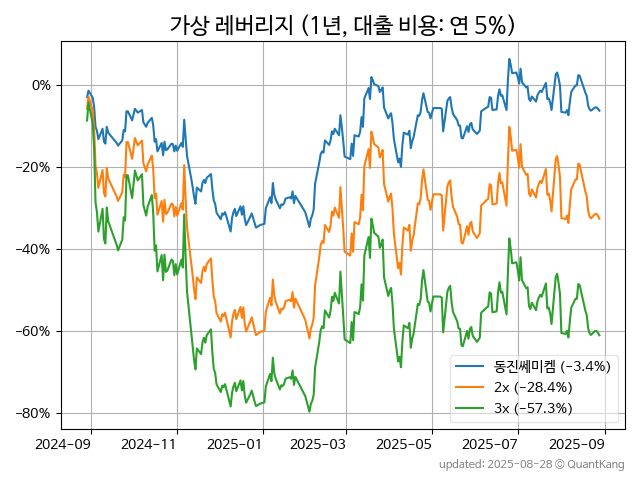 가상 레버리지 (1년, 대출 비용: 연 5%)
0%
−20%
−40%
−60%
−80%
동진쎄미켐 (−3.4%)
2x (−28.4%)
3x (−57.3%)
2024-09 2024-11 2025-01 2025-03 2025-05 2025-07 2025-09
updated: 2025-08-28 © QuantKang